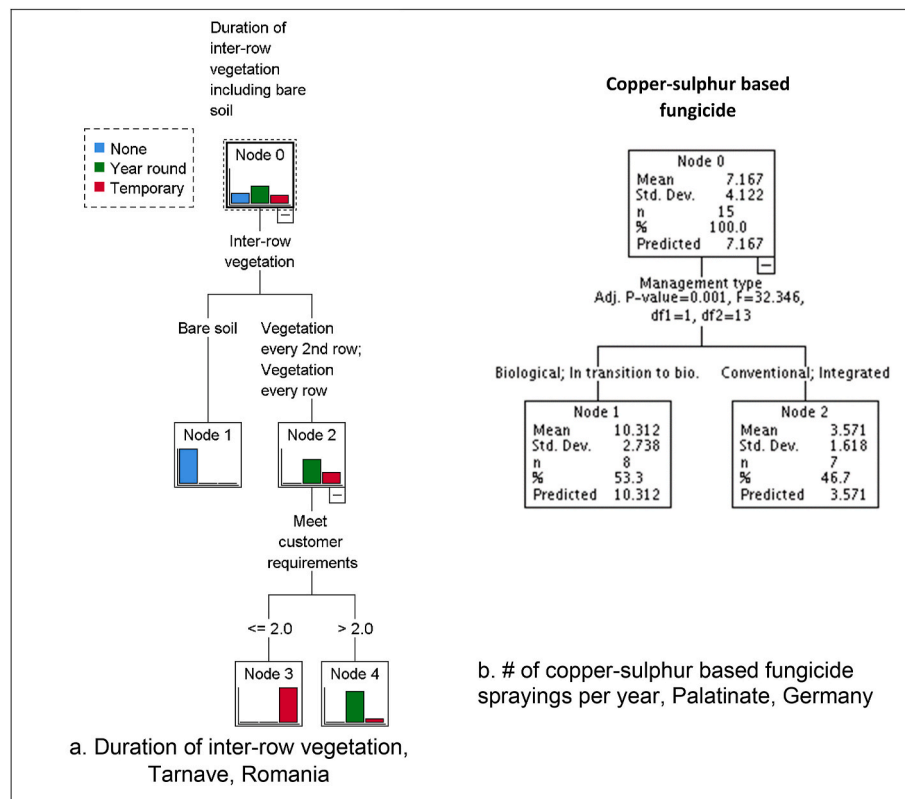 Duration of
inter-row
vegetation
including bare
soil
None
Year round
Temporary
Node 0
Inter-row
vegetation
Bare soil
Vegetation
every 2nd row;
Vegetation
every row
Node 1
Node 2
Meet
customer
requirements
<= 2.0
> 2.0
Node 3
Node 4
a. Duration of inter-row vegetation,
Tarnave, Romania
Copper-sulphur based
fungicide
Node 0
Mean 7.167
Std. Dev. 4.122
n 15
% 100.0
Predicted 7.167
Management type
Adj. P-value=0.001, F=32.346,
df1=1, df2=13
Biological; In transition to bio.
Conventional; Integrated
Node 1
Mean 10.312
Std. Dev. 2.738
n 8
% 53.3
Predicted 10.312
Node 2
Mean 3.571
Std. Dev. 1.618
n 7
% 46.7
Predicted 3.571
b. # of copper-sulphur based fungicide
sprayings per year, Palatinate, Germany